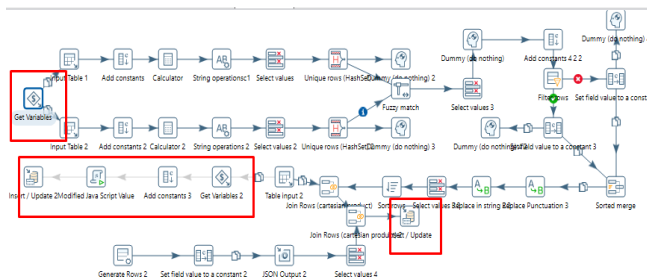 Dummy (do nothing)
Input Table 1
Add constants
Calculator
String operations:1
Select values
Unique rows (HashSet)
Dummy (do nothing) 2
Dummy (do nothing)
Add constants 4 2 2
Get Variables
Fuzzy match
Select values 3
Filter rows
Set field value to a const
Input Table 2
Add constants 2
Calculator 2
String operations 2
Select values 2
Unique rows (HashSet) 2
Dummy (do nothing) 3
Dummy (do nothing)
Set field value to a constant 3
Insert / Update 2
Modified Java Script Value
Add constants 3
Get Variables 2
Table input 2
Join Rows (cartesian product)
Sort rows
Select values
Replace in string
Replace Punctuation 3
Sorted merge
Join Rows (cartesian product)
Insert / Update
Generate Rows 2
Set field value to a constant 2
JSON Output 2
Select values 4